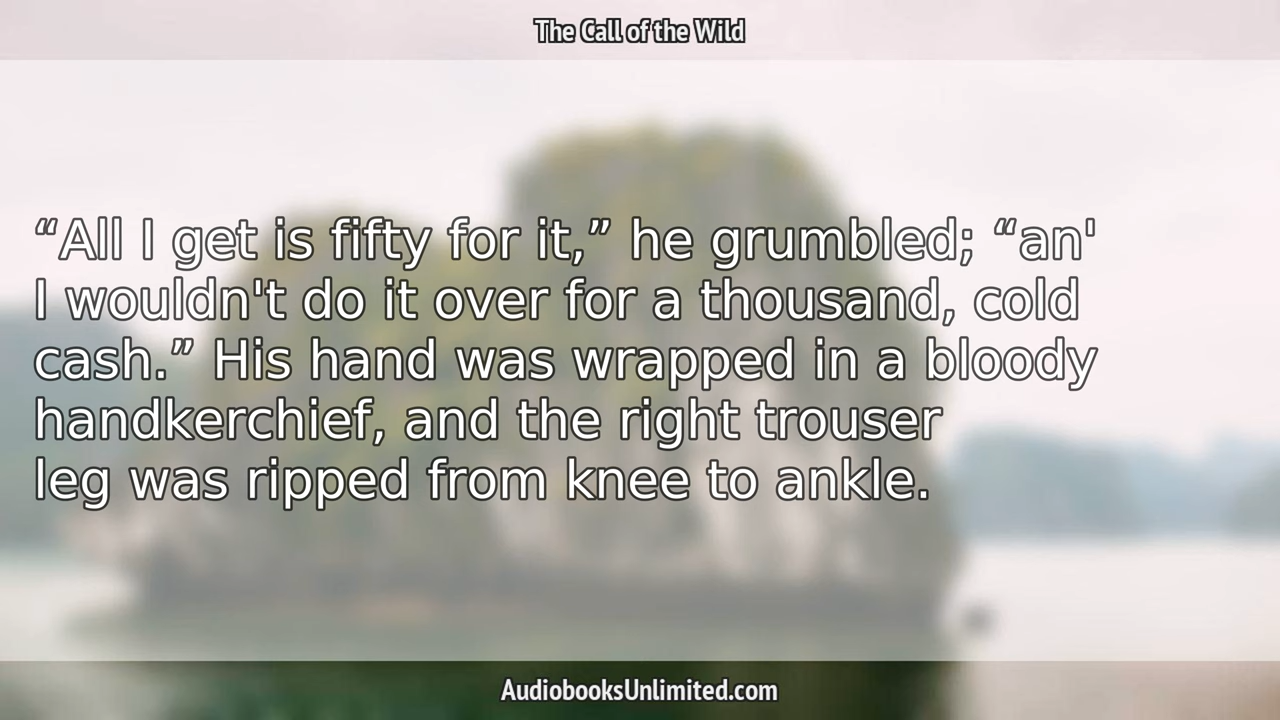 The Call of the Wild
“All I get is fifty for it,” he grumbled; “an'
I wouldn't do it over for a thousand, cold
cash.” His hand was wrapped in a bloody
handkerchief, and the right trouser
leg was ripped from knee to ankle.
AudiobooksUnlimited.com